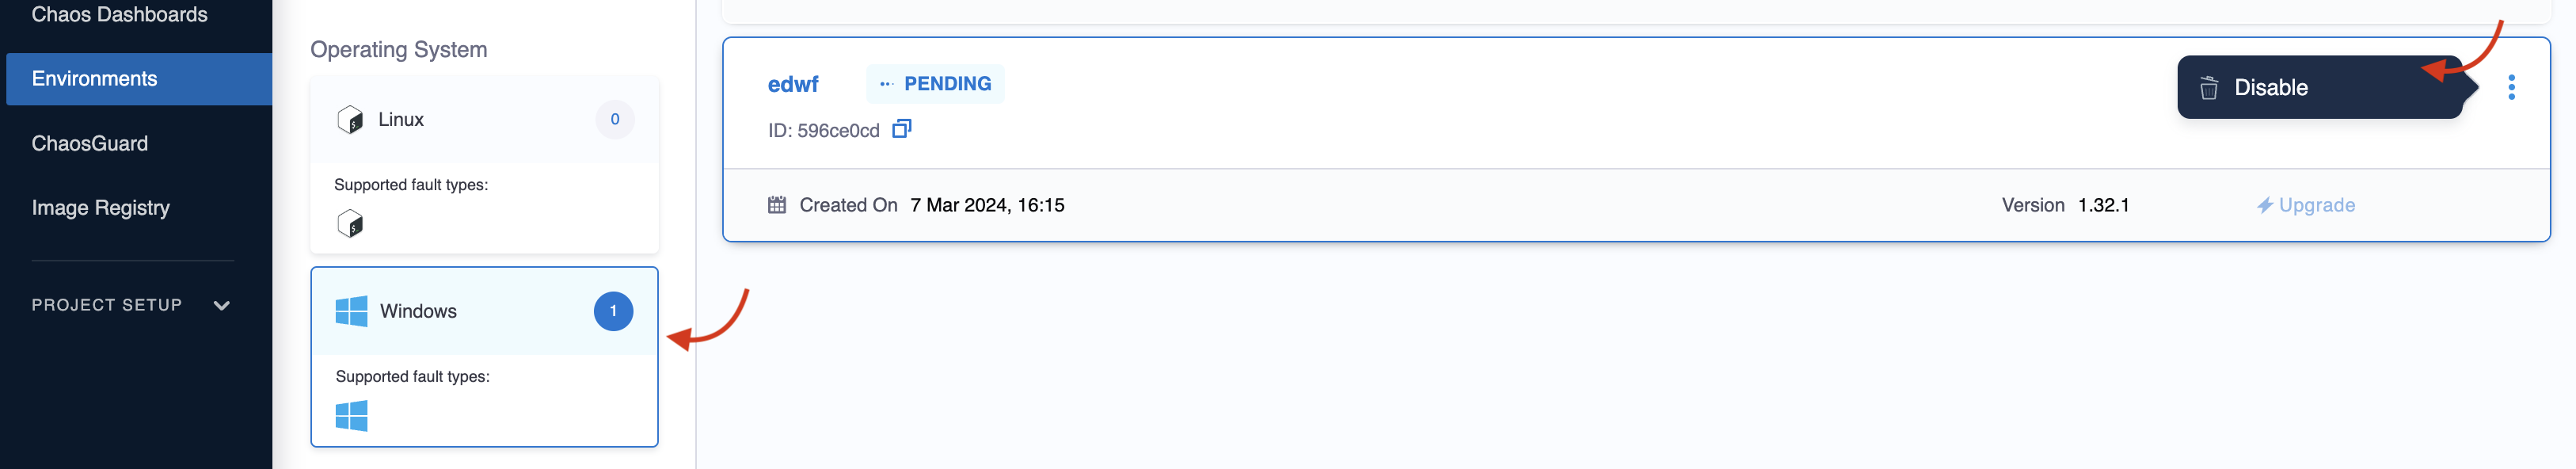 Chaos Dashboards
Environments
ChaosGuard
Image Registry
PROJECT SETUP
Operating System
Linux 0
Supported fault types:
Windows 1
Supported fault types:
edwf PENDING
ID: 596ce0cd
Disable
Created On 7 Mar 2024, 16:15
Version 1.32.1
Upgrade